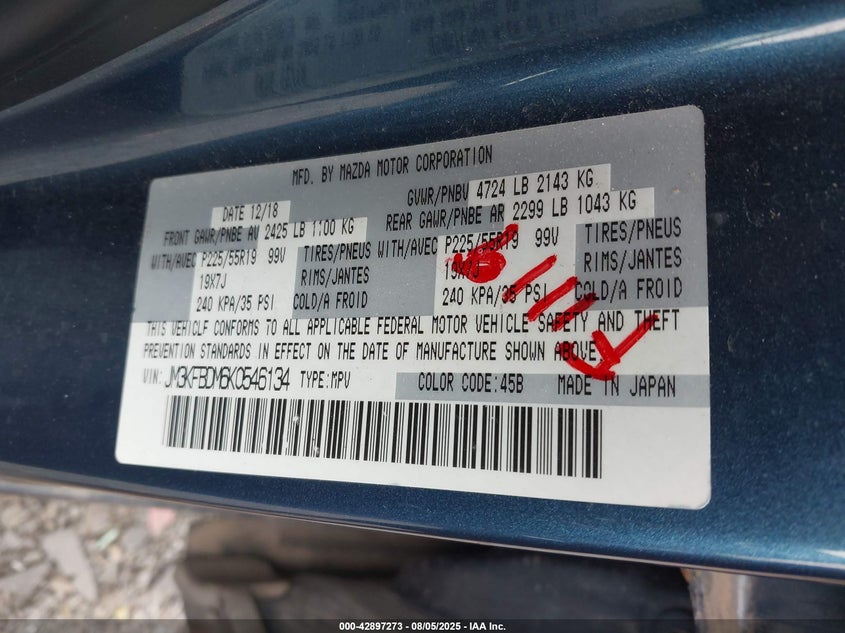 MFD. BY MAZDA MOTOR CORPORATION
DATE 12/18 GVWR/PNBV 4724 LB 2143 KG
FRONT GAWR/PNBE AV 2425 LB 1100 KG REAR GAWR/PNBE AR 2299 LB 1043 KG
WITH/AVEC P225/55R19 99V TIRES/PNEUS WITH/AVEC P225/55R19 99V TIRES/PNEUS
19X7J RIMS/JANTES 19X7J RIMS/JANTES
240 KPA/35 PSI COLD/A FROID 240 KPA/35 PSI COLD/A FROID
THIS VEHICLE CONFORMS TO ALL APPLICABLE FEDERAL MOTOR VEHICLE SAFETY AND THEFT
PREVENTION STANDARDS IN EFFECT ON THE DATE OF MANUFACTURE SHOWN ABOVE.
VIN: JM3KFBDM6K0546134 TYPE:MPV COLOR CODE:45B MADE IN JAPAN
000-42897273 - 08/05/2025 - IAA Inc.